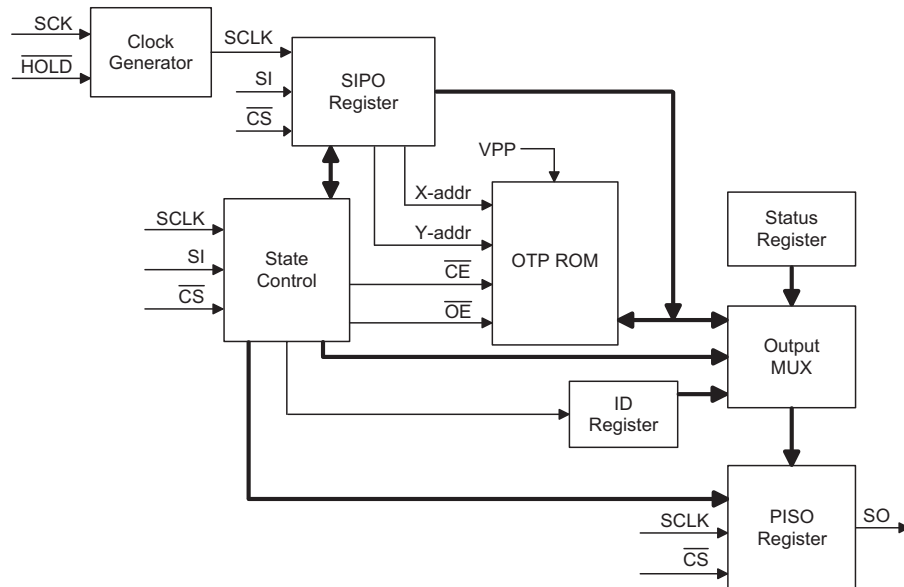 SCK
HOLD
Clock
Generator
SCLK
SI
CS
SIPO
Register
VPP
X-addr
Y-addr
CE
OE
OTP ROM
SCLK
SI
CS
State
Control
Status
Register
Output
MUX
ID
Register
SCLK
CS
PISO
Register
SO